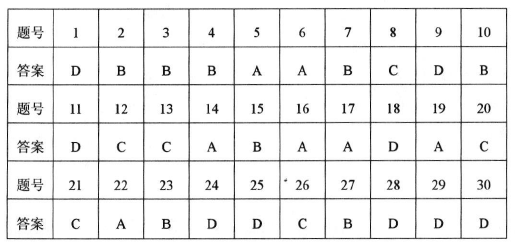 题号 1 2 3 4 5 6 7 8 9 10
答案 D B B B A A B C D B
题号 11 12 13 14 15 16 17 18 19 20
答案 D C C A B A A D A C
题号 21 22 23 24 25 26 27 28 29 30
答案 C A B D D C B D D D